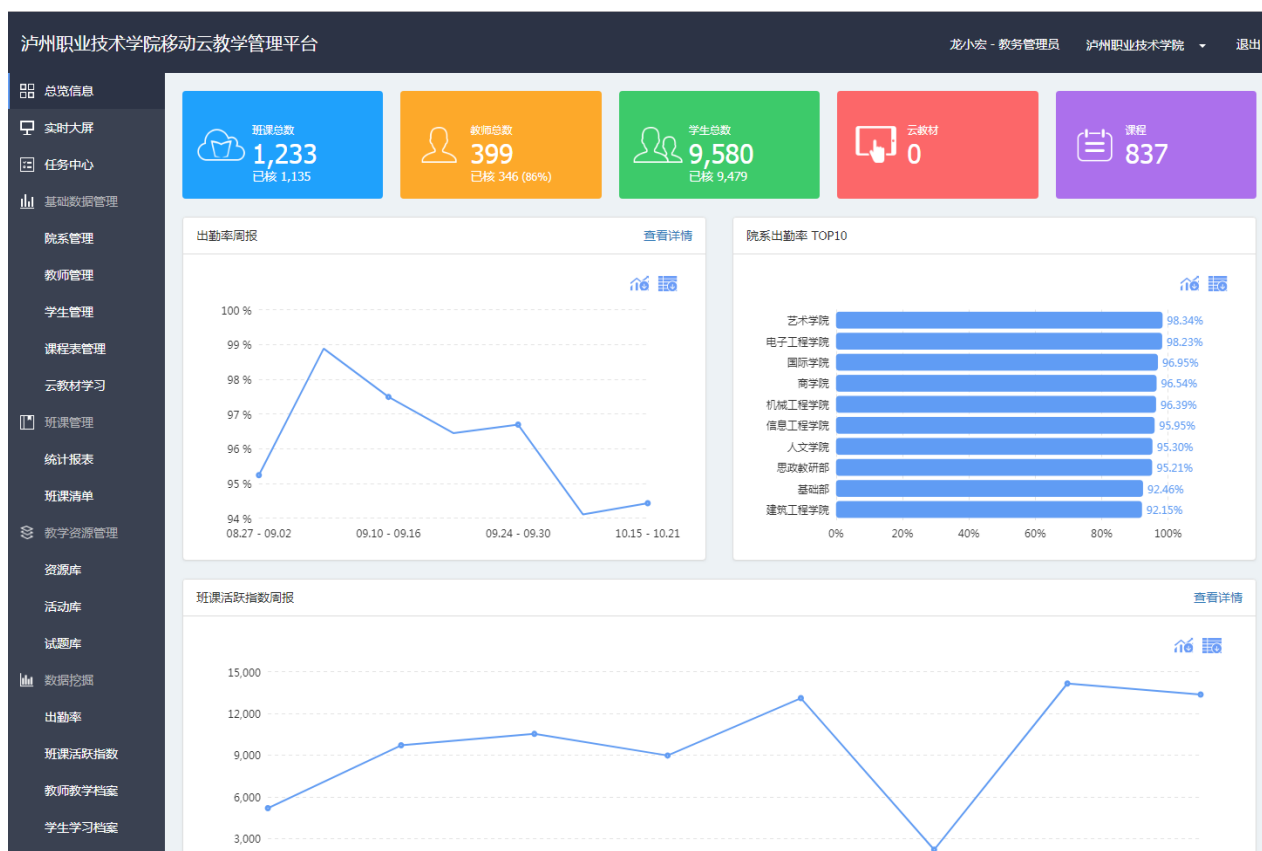 泸州职业技术学院移动云教学管理平台
龙小宏 - 教务管理员 泸州职业技术学院 退出
总览信息
实时大屏
任务中心
基础数据管理
院系管理
教师管理
学生管理
课程表管理
云教材学习
班课管理
统计报表
班课清单
教学资源管理
资源库
活动库
试题库
数据挖掘
出勤率
班课活跃指数
教师教学档案
学生学习档案
班课总数
1,233
已核 1,135
教师总数
399
已核 346 (86%)
学生总数
9,580
已核 9,479
云教材
0
课程
837
出勤率周报 查看详情
100 %
99 %
98 %
97 %
96 %
95 %
94 %
08.27 - 09.02 09.10 - 09.16 09.24 - 09.30 10.15 - 10.21
院系出勤率 TOP10
艺术学院 98.34%
电子工程学院 98.23%
国际学院 96.95%
商学院 96.54%
机械工程学院 96.39%
信息工程学院 95.95%
人文学院 95.30%
思政教研部 95.21%
基础部 92.46%
建筑工程学院 92.15%
0% 20% 40% 60% 80% 100%
班课活跃指数周报 查看详情
15,000
12,000
9,000
6,000
3,000